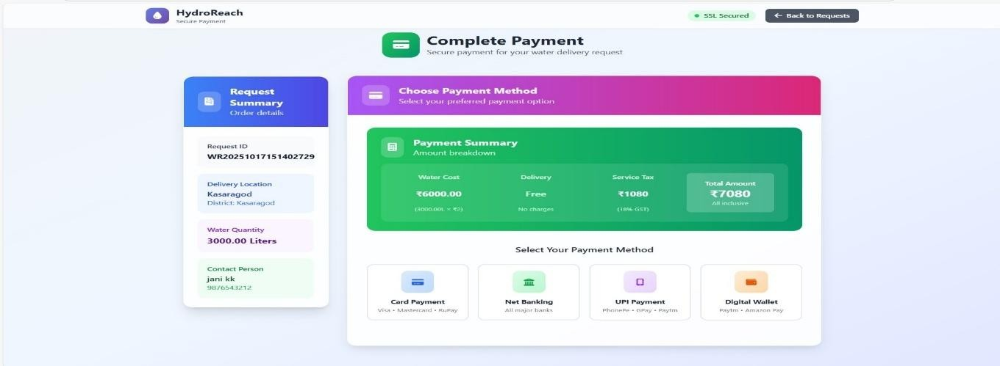 HydroReach
Secure Payment
SSL Secured
← Back to Requests
Complete Payment
Secure payment for your water delivery request
Request
Summary
Order details
Request ID
WR20251017151402729
Delivery Location
Kasaragod
District: Kasaragod
Water Quantity
3000.00 Liters
Contact Person
jani kk
9876543212
Choose Payment Method
Select your preferred payment option
Payment Summary
Amount breakdown
Water Cost
₹6000.00
(3000.00L × ₹2)
Delivery
Free
No charges
Service Tax
₹1080
(18% GST)
Total Amount
₹7080
All inclusive
Select Your Payment Method
Card Payment
Visa • Mastercard • RuPay
Net Banking
All major banks
UPI Payment
PhonePe • GPay • Paytm
Digital Wallet
Paytm • Amazon Pay